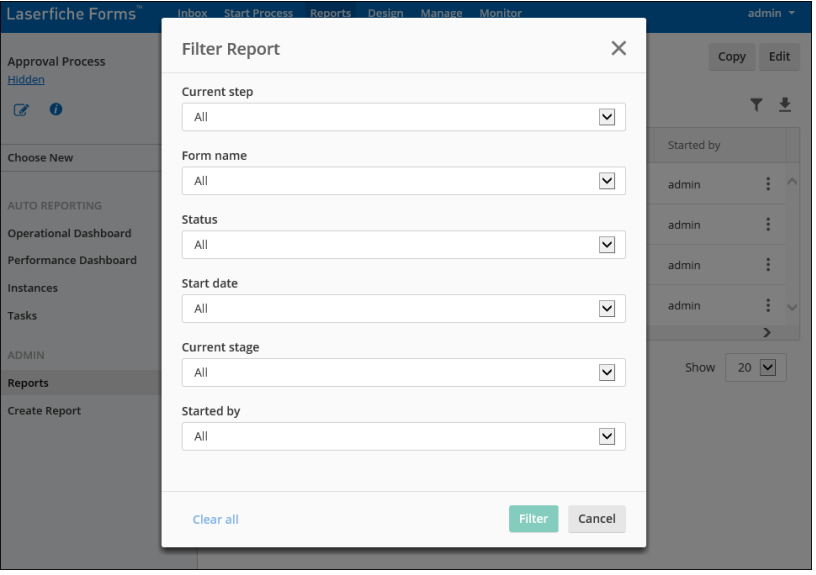 Laserfiche Forms™
Inbox Start Process Reports Design Manage Monitor admin
Approval Process
Hidden
Choose New
AUTO REPORTING
Operational Dashboard
Performance Dashboard
Instances
Tasks
ADMIN
Reports
Create Report
Filter Report
Current step
All
Form name
All
Status
All
Start date
All
Current stage
All
Started by
All
Clear all Filter Cancel
Copy Edit
Started by
admin
admin
admin
admin
Show 20